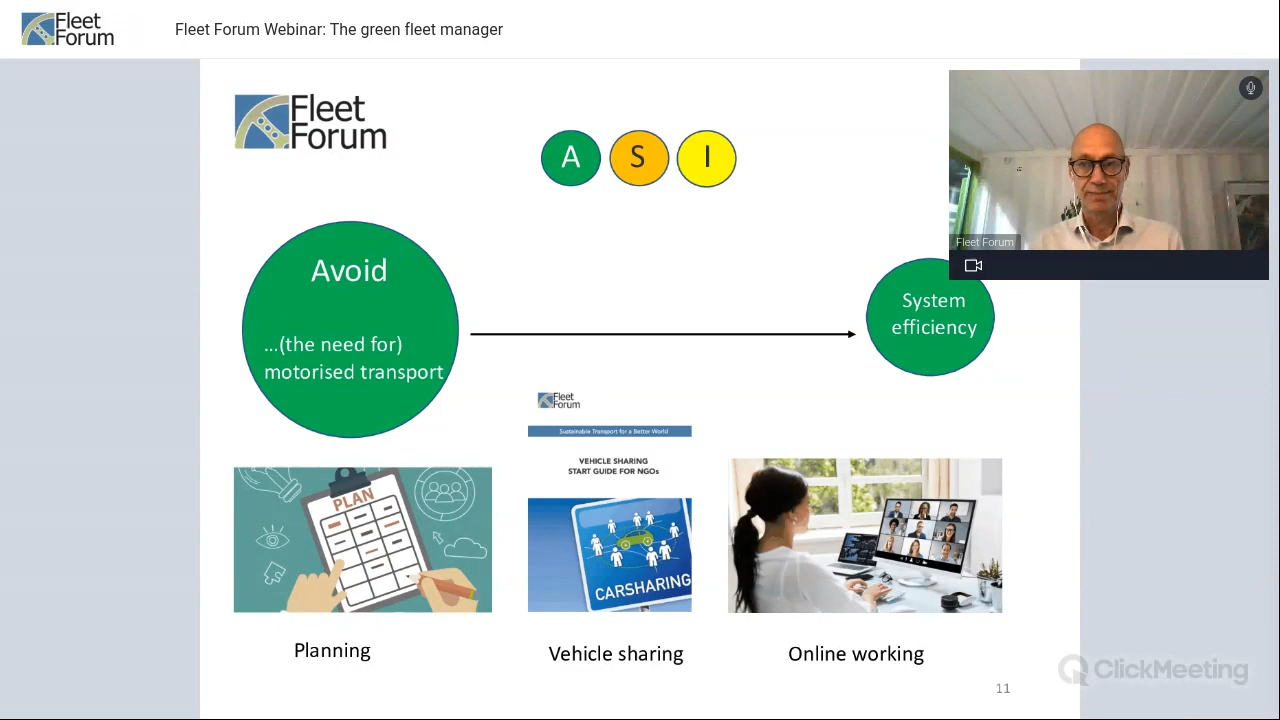 Fleet
Forum
Fleet Forum Webinar: The green fleet manager
Fleet
Forum
A S I
Fleet Forum
Avoid
...(the need for)
motorised transport
System
efficiency
Fleet
Forum
Sustainable Transport for a Better World
VEHICLE SHARING
START GUIDE FOR NGOs
PLAN
CARSHARING
Planning
Vehicle sharing
Online working
ClickMeeting
11